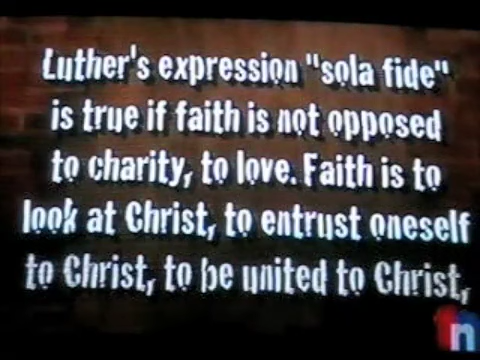 Luther's expression "sola fide"
is true if faith is not opposed
to charity, to love. Faith is to
look at Christ, to entrust oneself
to Christ, to be united to Christ,
n